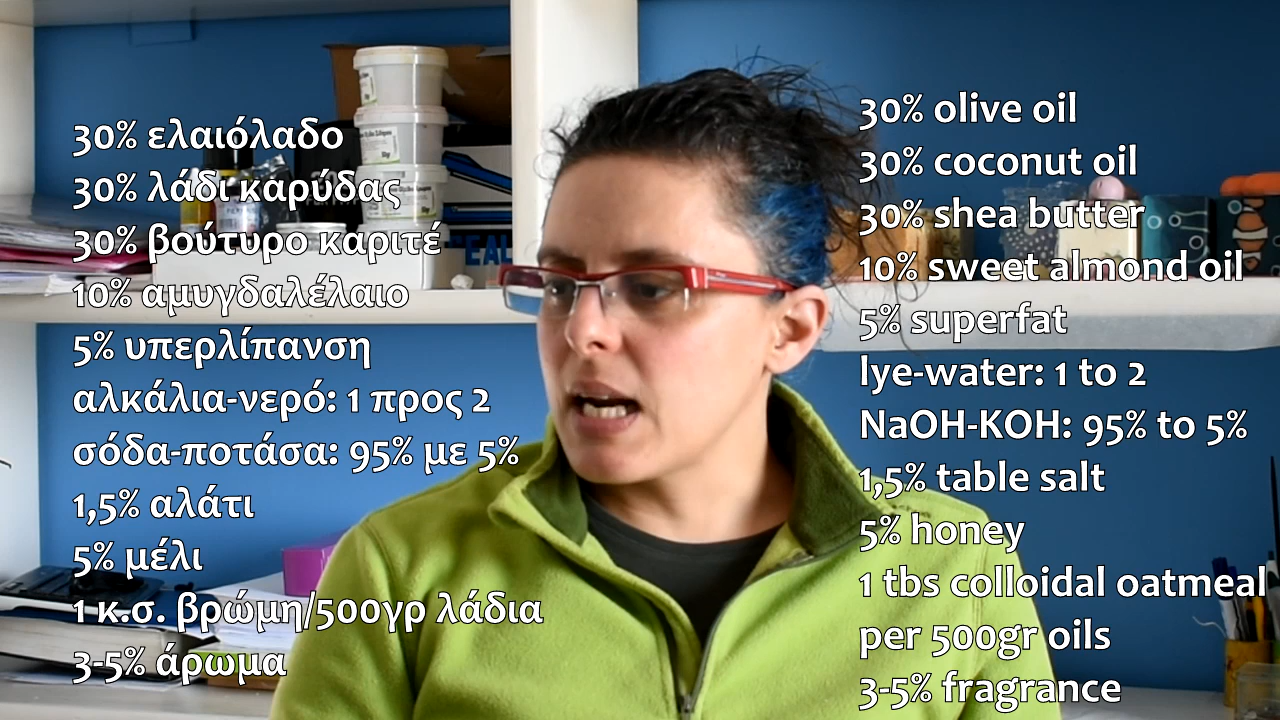 30% ελαιόλαδο
30% λάδι καρύδας
30% βούτυρο καριτέ
10% αμυγδαλέλαιο
5% υπερλίπανση
αλκάλια-νερό: 1 προς 2
σόδα-ποτάσα: 95% με 5%
1,5% αλάτι
5% μέλι
1 κ.σ. βρώμη/500γρ λάδια
3-5% άρωμα
30% olive oil
30% coconut oil
30% shea butter
10% sweet almond oil
5% superfat
lye-water: 1 to 2
NaOH-KOH: 95% to 5%
1,5% table salt
5% honey
1 tbs colloidal oatmeal
per 500gr oils
3-5% fragrance